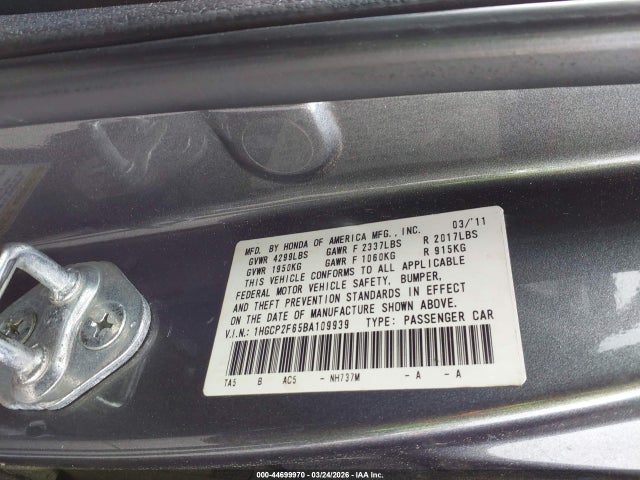 MFD. BY HONDA OF AMERICA MFG., INC. 03/'11
GVWR 4299LBS GAWR F 2337LBS R 2017LBS
GVWR 1950KG GAWR F 1060KG R 915KG
THIS VEHICLE CONFORMS TO ALL APPLICABLE
FEDERAL MOTOR VEHICLE SAFETY, BUMPER,
AND THEFT PREVENTION STANDARDS IN EFFECT
ON THE DATE OF MANUFACTURE SHOWN ABOVE.
V.I.N.: 1HGCP2F65BA109939 TYPE: PASSENGER CAR
TA5 B AC5 - NH737M - A - A
000-44699970 | 03/24/2026 | IAA Inc.